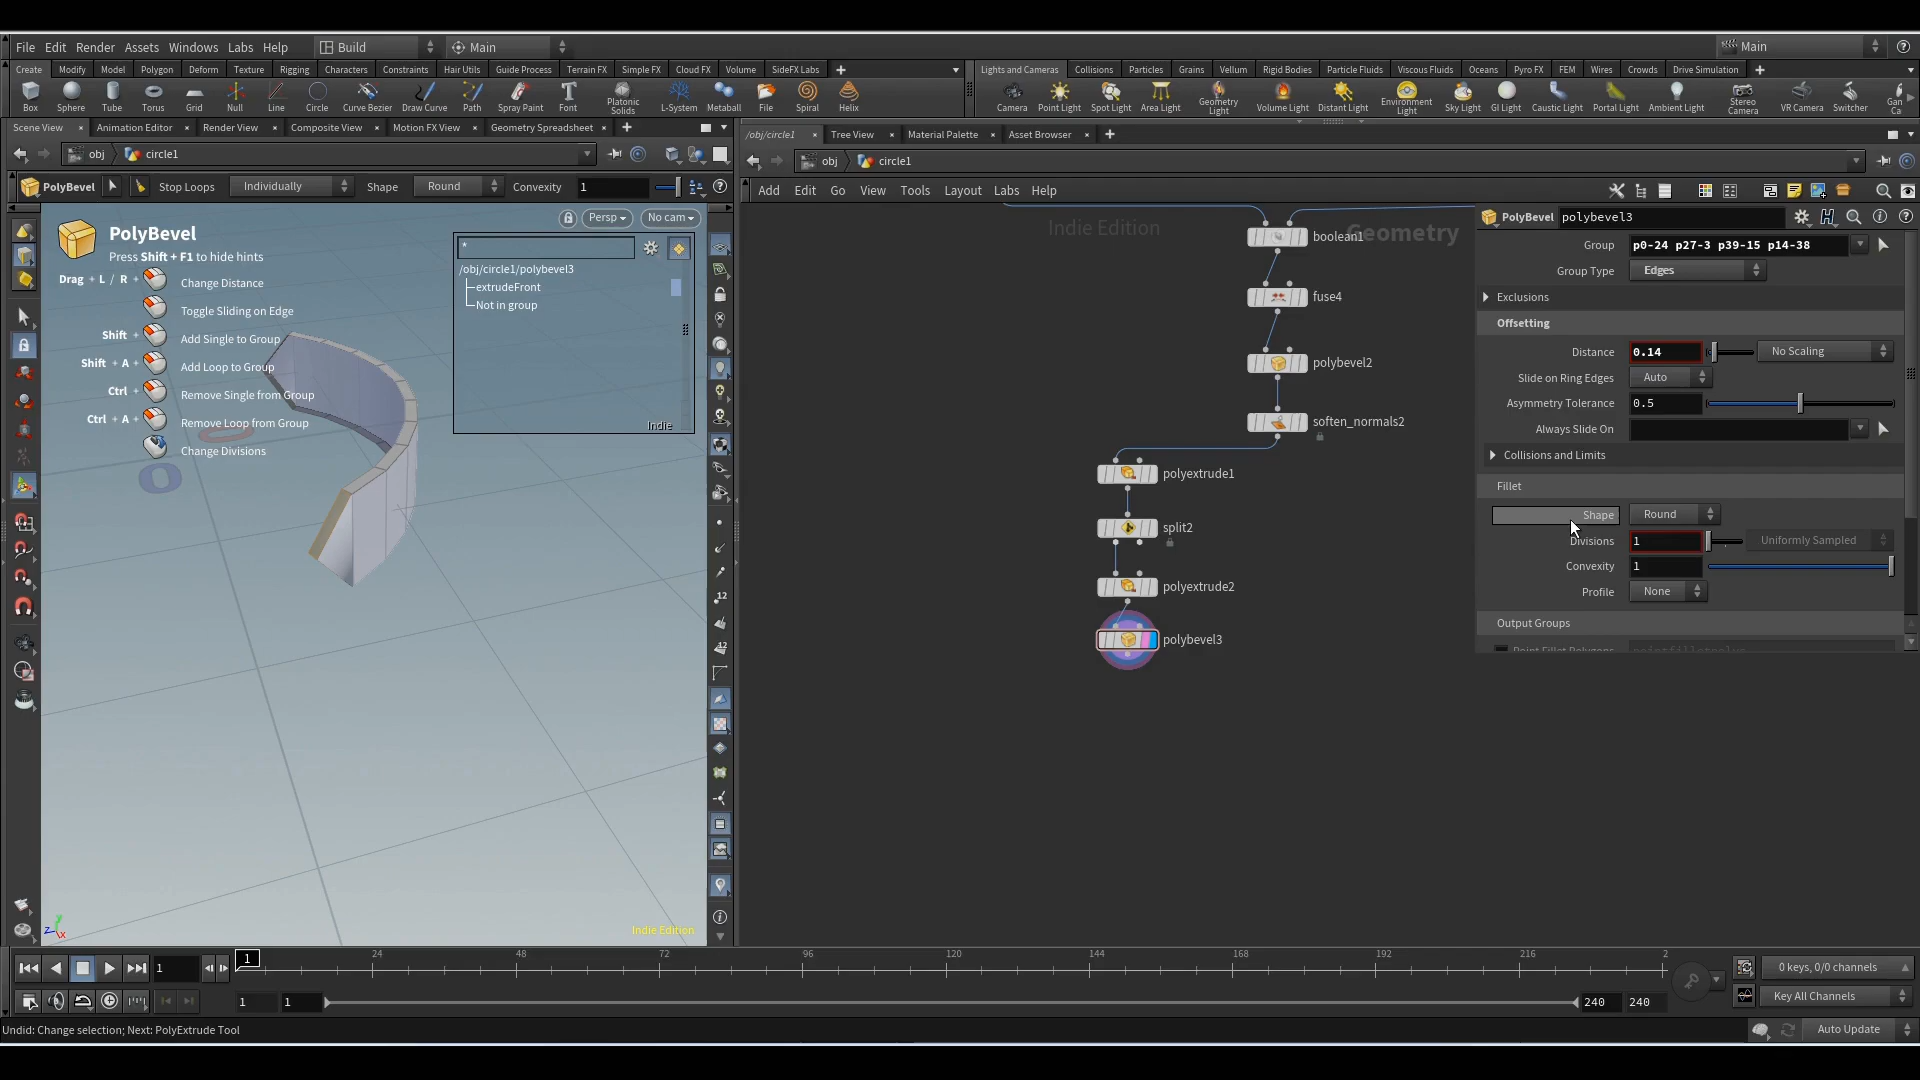 File Edit Render Assets Windows Labs Help Build Main Main
Create Modify Model Polygon Deform Texture Rigging Characters Constraints Hair Utils Guide Process Terrain FX Simple FX Cloud FX Volume SideFX Labs
Lights and Cameras Collisions Particles Grains Vellum Rigid Bodies Particle Fluids Viscous Fluids Oceans Pyro FX FEM Wires Crowds Drive Simulation
Box Sphere Tube Torus Grid Null Line Circle Curve Bezier Draw Curve Path Spray Paint Font Platonic Solids L-System Metaball File Spiral Helix
Camera Point Light Spot Light Area Light Geometry Light Volume Light Distant Light Environment Light Sky Light GI Light Caustic Light Portal Light Ambient Light Stereo Camera VR Camera Switcher
Scene View Animation Editor Render View Composite View Motion FX View Geometry Spreadsheet
/obj/circle1 Tree View Material Palette Asset Browser
obj circle1
obj circle1
PolyBevel Stop Loops Individually Shape Round Convexity 1
Add Edit Go View Tools Layout Labs Help
Persp No cam
PolyBevel
Press Shift + F1 to hide hints
Drag + L / R + Change Distance
Toggle Sliding on Edge
Shift + Add Single to Group
Shift + A + Add Loop to Group
Ctrl + Remove Single from Group
Ctrl + A + Remove Loop from Group
Change Divisions
*
/obj/circle1/polybevel3
extrudeFront
Not in group
Indie
Indie Edition
Indie Edition
Geometry
boolean1
fuse4
polybevel2
soften_normals2
polyextrude1
split2
polyextrude2
polybevel3
PolyBevel polybevel3
Group p0-24 p27-3 p39-15 p14-38
Group Type Edges
Exclusions
Offsetting
Distance 0.14 No Scaling
Slide on Ring Edges Auto
Asymmetry Tolerance 0.5
Always Slide On
Collisions and Limits
Fillet
Shape Round
Divisions 1 Uniformly Sampled
Convexity 1
Profile None
Output Groups
1 1 24 48 72 96 120 144 168 192 216 2
0 keys, 0/0 channels
1 1 240 240
Key All Channels
Undid: Change selection; Next: PolyExtrude Tool
Auto Update